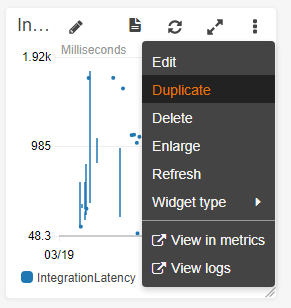 In...
Milliseconds
1.92k
985
48.3
03/19
IntegrationLatency
Edit
Duplicate
Delete
Enlarge
Refresh
Widget type
View in metrics
View logs